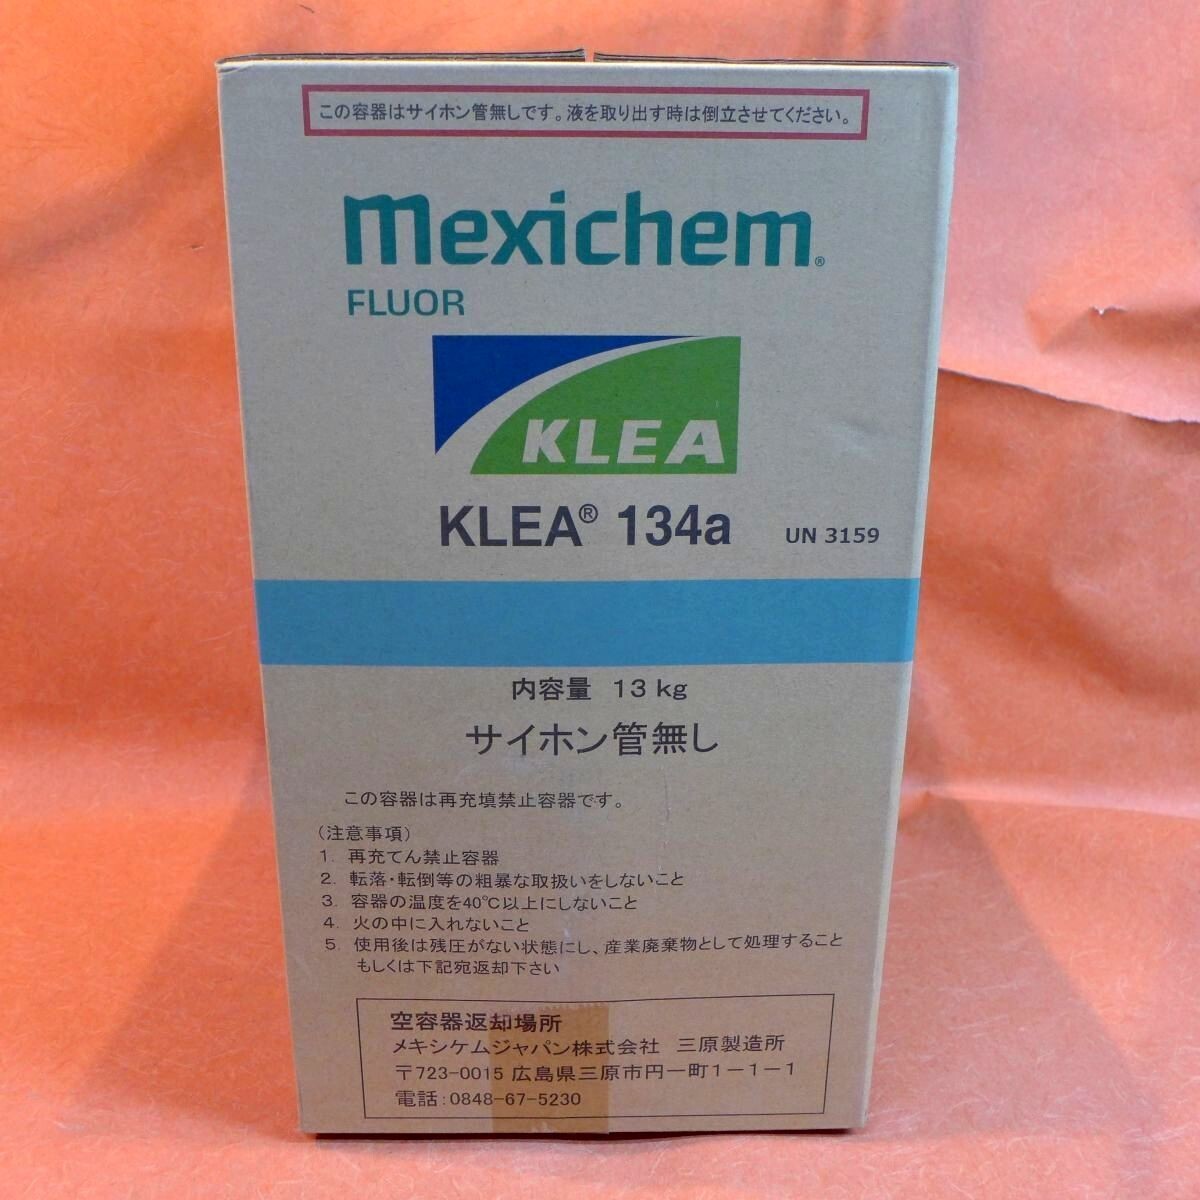 この容器はサイホン管無しです。液を取り出す時は倒立させてください。
mexichem®
FLUOR
KLEA
KLEA® 134a UN 3159
内容量 13 kg
サイホン管無し
この容器は再充填禁止容器です。
(注意事項)
1. 再充てん禁止容器
2. 転落・転倒等の粗暴な取扱いをしないこと
3. 容器の温度を40℃以上にしないこと
4. 火の中に入れないこと
5. 使用後は残圧がない状態にし、産業廃棄物として処理すること
もしくは下記宛返却下さい
空容器返却場所
メキシケムジャパン株式会社 三原製造所
〒723-0015 広島県三原市円一町1-1-1
電話:0848-67-5230